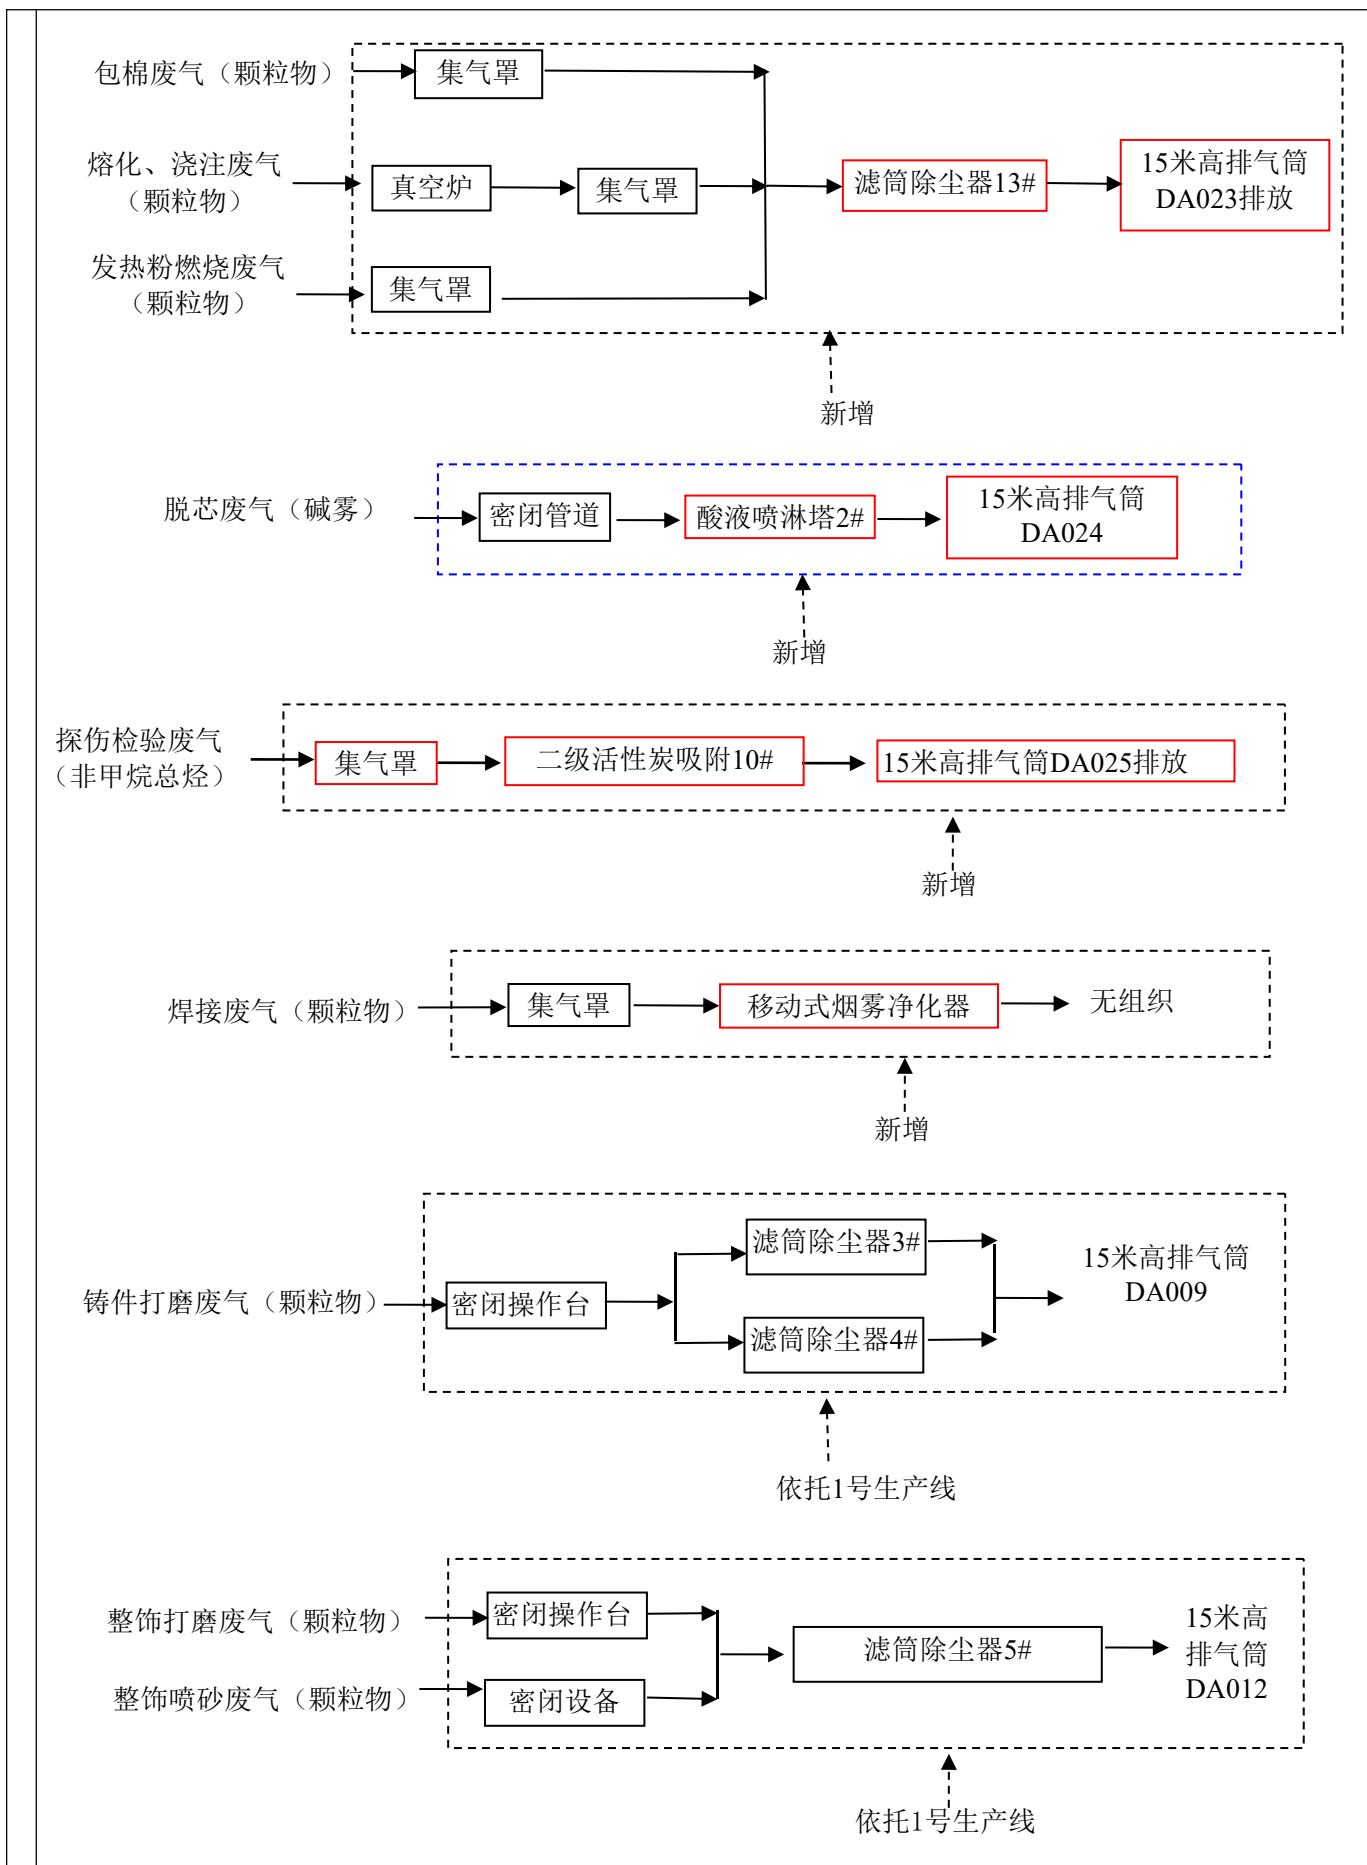 包棉废气（颗粒物）
集气罩
熔化、浇注废气
（颗粒物）
真空炉
集气罩
滤筒除尘器13#
15米高排气筒
DA023排放
发热粉燃烧废气
（颗粒物）
集气罩
新增
脱芯废气（碱雾）
密闭管道
酸液喷淋塔2#
15米高排气筒
DA024
新增
探伤检验废气
（非甲烷总烃）
集气罩
二级活性炭吸附10#
15米高排气筒DA025排放
新增
焊接废气（颗粒物）
集气罩
移动式烟雾净化器
无组织
新增
铸件打磨废气（颗粒物）
密闭操作台
滤筒除尘器3#
滤筒除尘器4#
15米高排气筒
DA009
依托1号生产线
整饰打磨废气（颗粒物）
密闭操作台
整饰喷砂废气（颗粒物）
密闭设备
滤筒除尘器5#
15米高
排气筒
DA012
依托1号生产线